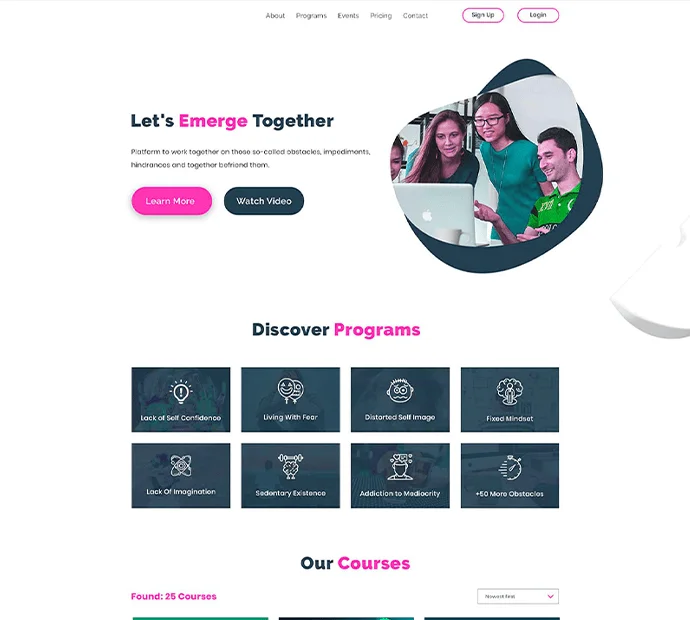 About Programs Events Pricing Contact Sign Up Login
Let's Emerge Together
Platform to work together on these so-called obstacles, impediments,
hindrances and together befriend them.
Learn More Watch Video
Discover Programs
Lack of Self Confidence Living With Fear Distorted Self Image Fixed Mindset
Lack Of Imagination Sedentary Existence Addiction to Mediocrity +50 More Obstacles
Our Courses
Found: 25 Courses Newest first